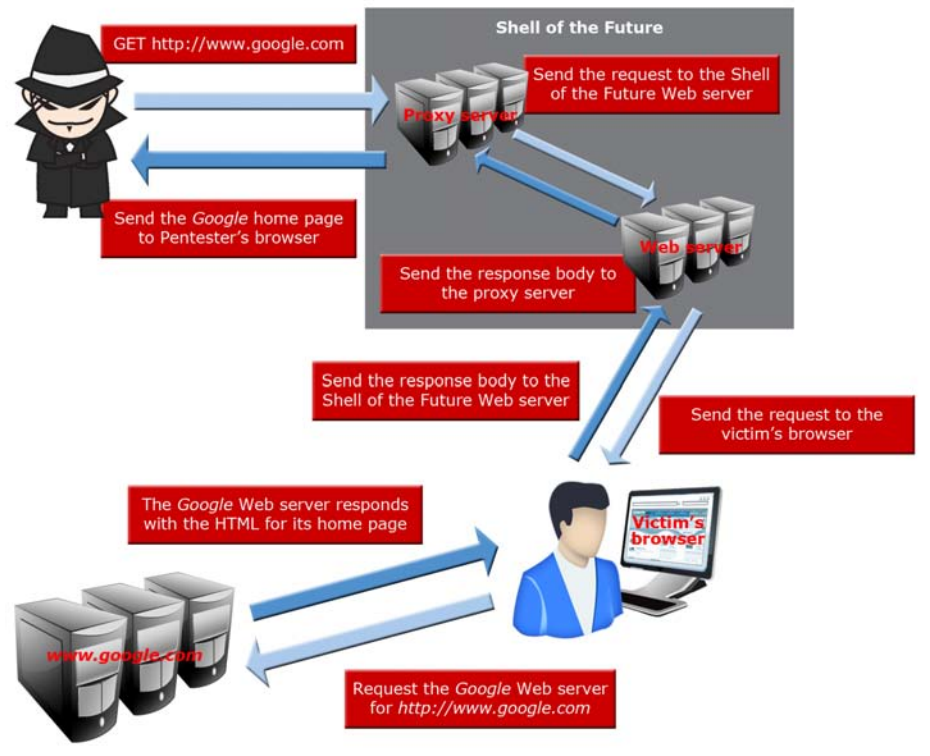 Shell of the Future
GET http://www.google.com
Send the request to the Shell
of the Future Web server
Proxy server
Send the Google home page
to Pentester's browser
Web server
Send the response body to
the proxy server
Send the response body to the
Shell of the Future Web server
Send the request to the
victim's browser
The Google Web server responds
with the HTML for its home page
Victim's
browser
www.google.com
Request the Google Web server
for http://www.google.com